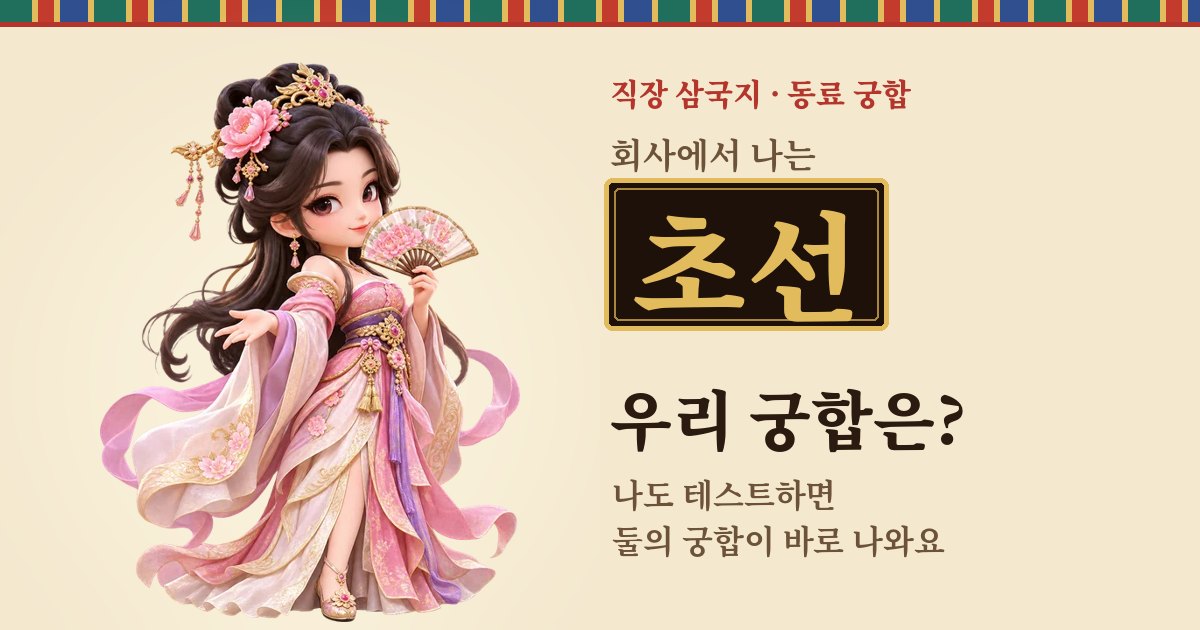 직장 삼국지 · 동료 궁합
회사에서 나는
초선
우리 궁합은?
나도 테스트하면
둘의 궁합이 바로 나와요